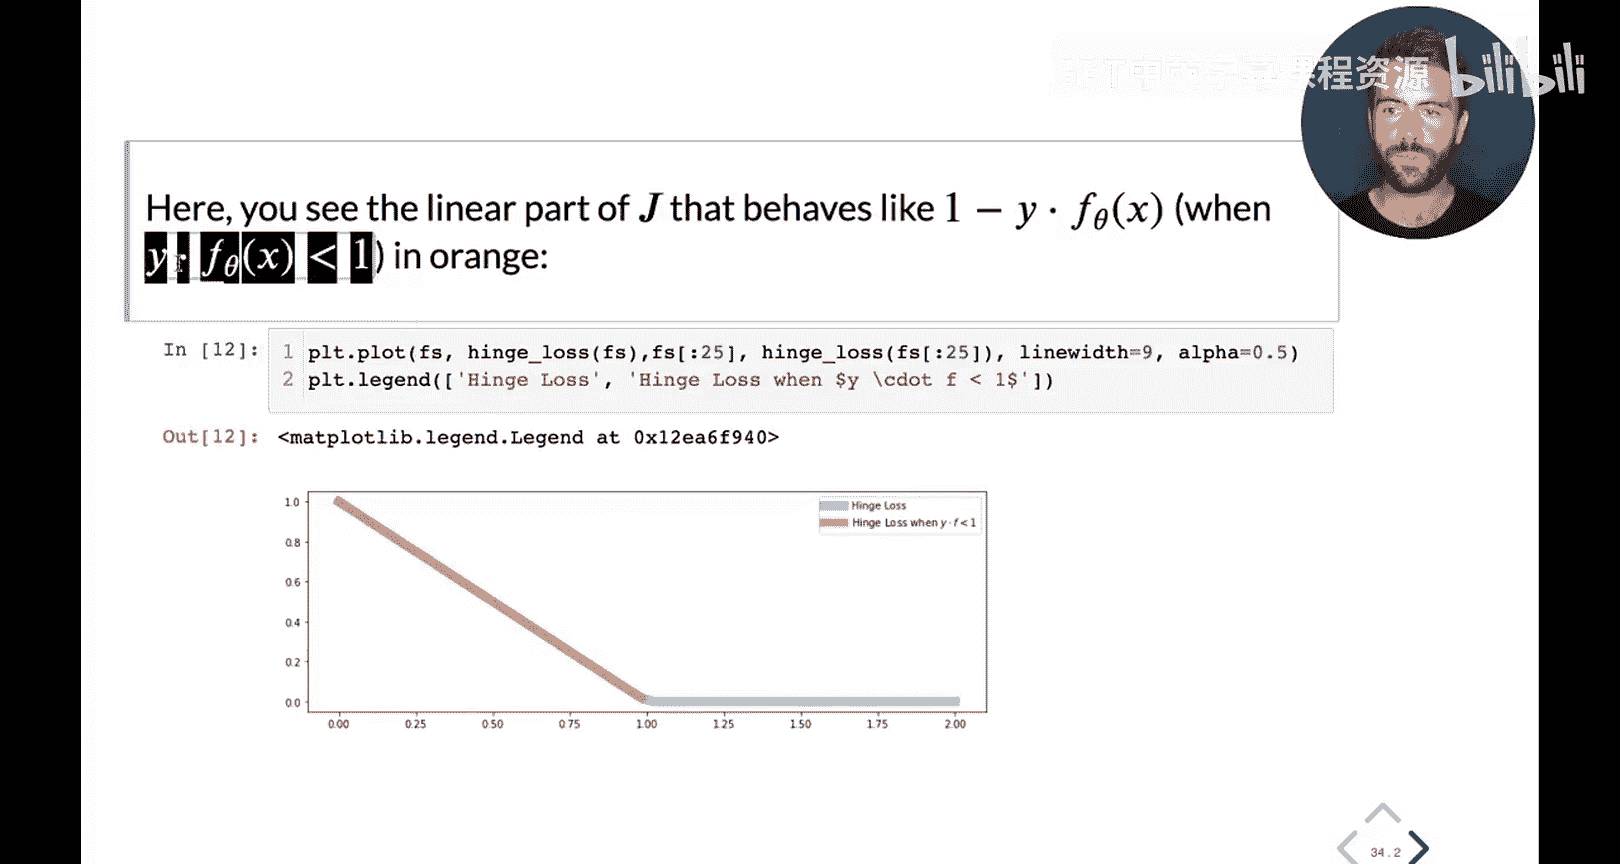 程资源 bilibili
Here, you see the linear part of J that behaves like 1 − y · fθ(x) (when
y · fθ(x) < 1) in orange:
In [12]: 1 plt.plot(fs, hinge_loss(fs),fs[:25], hinge_loss(fs[:25]), linewidth=9, alpha=0.5)
2 plt.legend(['Hinge Loss', 'Hinge Loss when $y \cdot f < 1$'])
Out[12]: <matplotlib.legend.Legend at 0x12ea6f940>
Hinge Loss
Hinge Loss when y · f < 1
1.0
0.8
0.6
0.4
0.2
0.0
0.00 0.25 0.50 0.75 1.00 1.25 1.50 1.75 2.00
34.2